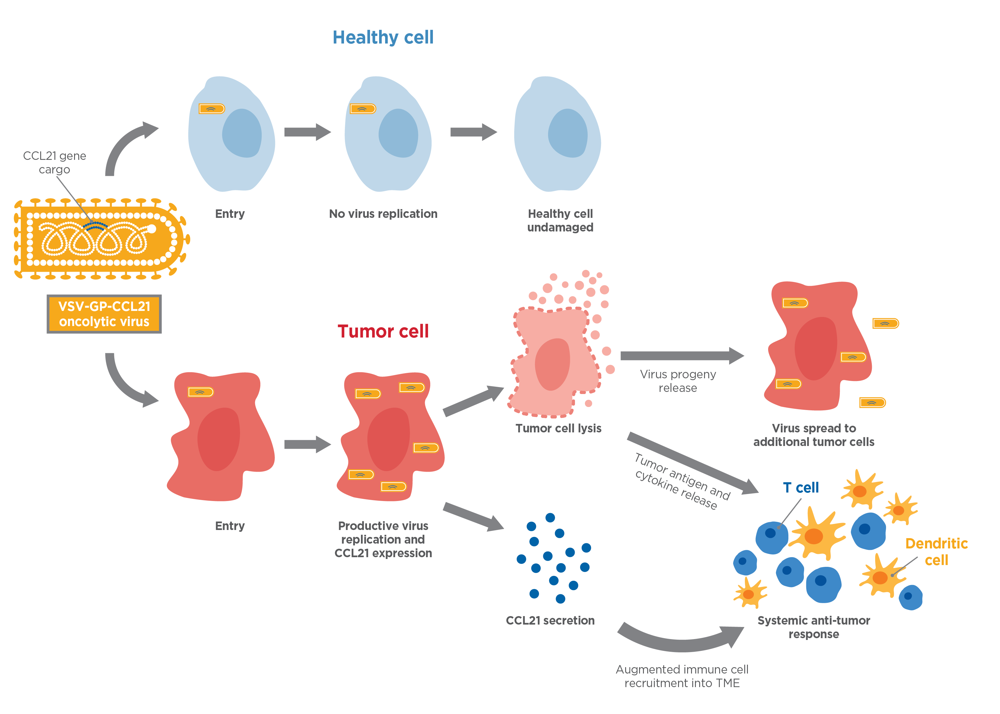 Healthy cell
CCL21 gene
cargo
Entry
No virus replication
Healthy cell
undamaged
VSV-GP-CCL21
oncolytic virus
Tumor cell
Entry
Productive virus
replication and
CCL21 expression
Tumor cell lysis
Virus progeny
release
Virus spread to
additional tumor cells
Tumor antigen and
cytokine release
T cell
Dendritic
cell
CCL21 secretion
Systemic anti-tumor
response
Augmented immune cell
recruitment into TME